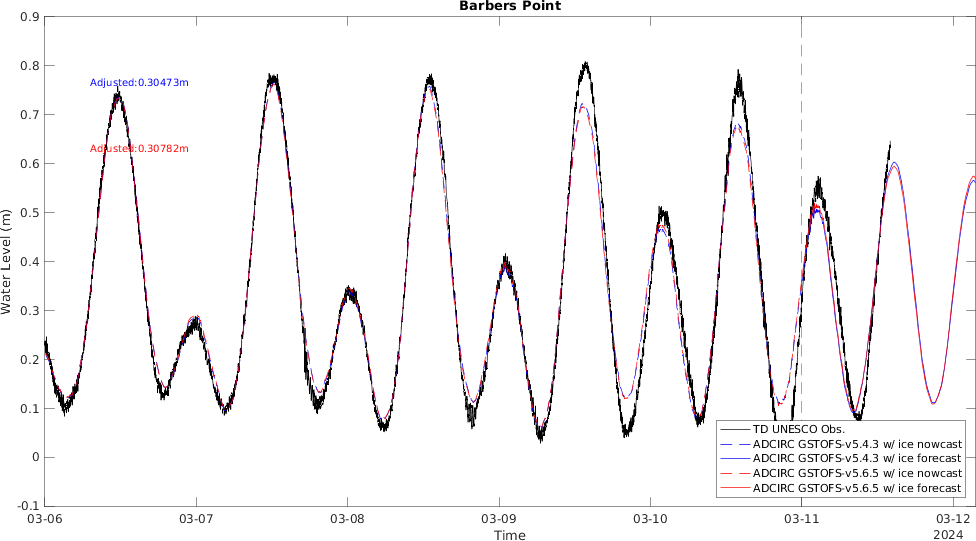 Barbers Point
0.9
0.8
0.7
0.6
0.5
0.4
0.3
0.2
0.1
0
-0.1
Water Level (m)
Adjusted:0.30473m
Adjusted:0.30782m
TD UNESCO Obs.
ADCIRC GSTOFS-v5.4.3 w/ ice nowcast
ADCIRC GSTOFS-v5.4.3 w/ ice forecast
ADCIRC GSTOFS-v5.6.5 w/ ice nowcast
ADCIRC GSTOFS-v5.6.5 w/ ice forecast
03-06 03-07 03-08 03-09 03-10 03-11 03-12
2024
Time